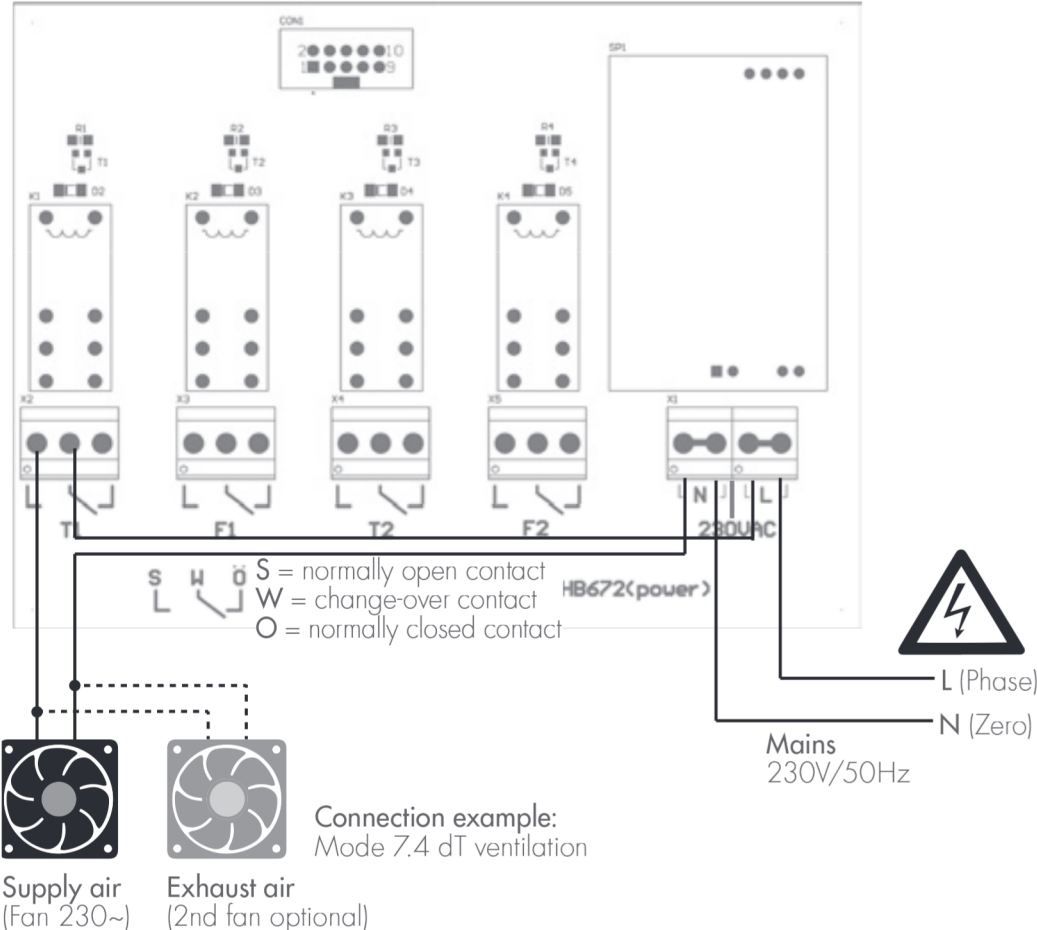 CON1
SP1
2 10
1 9
R1 R2 R3 R4
T1 T2 T3 T4
D2 D3 D4 D5
K1 K2 K3 K4
X2 X3 X4 X5 X1
N L
T1 F1 T2 F2 230VAC
S W Ö
S = normally open contact
W = change-over contact
O = normally closed contact
HB672(power)
L (Phase)
N (Zero)
Mains
230V/50Hz
Connection example:
Mode 7.4 dT ventilation
Supply air
(Fan 230~)
Exhaust air
(2nd fan optional)